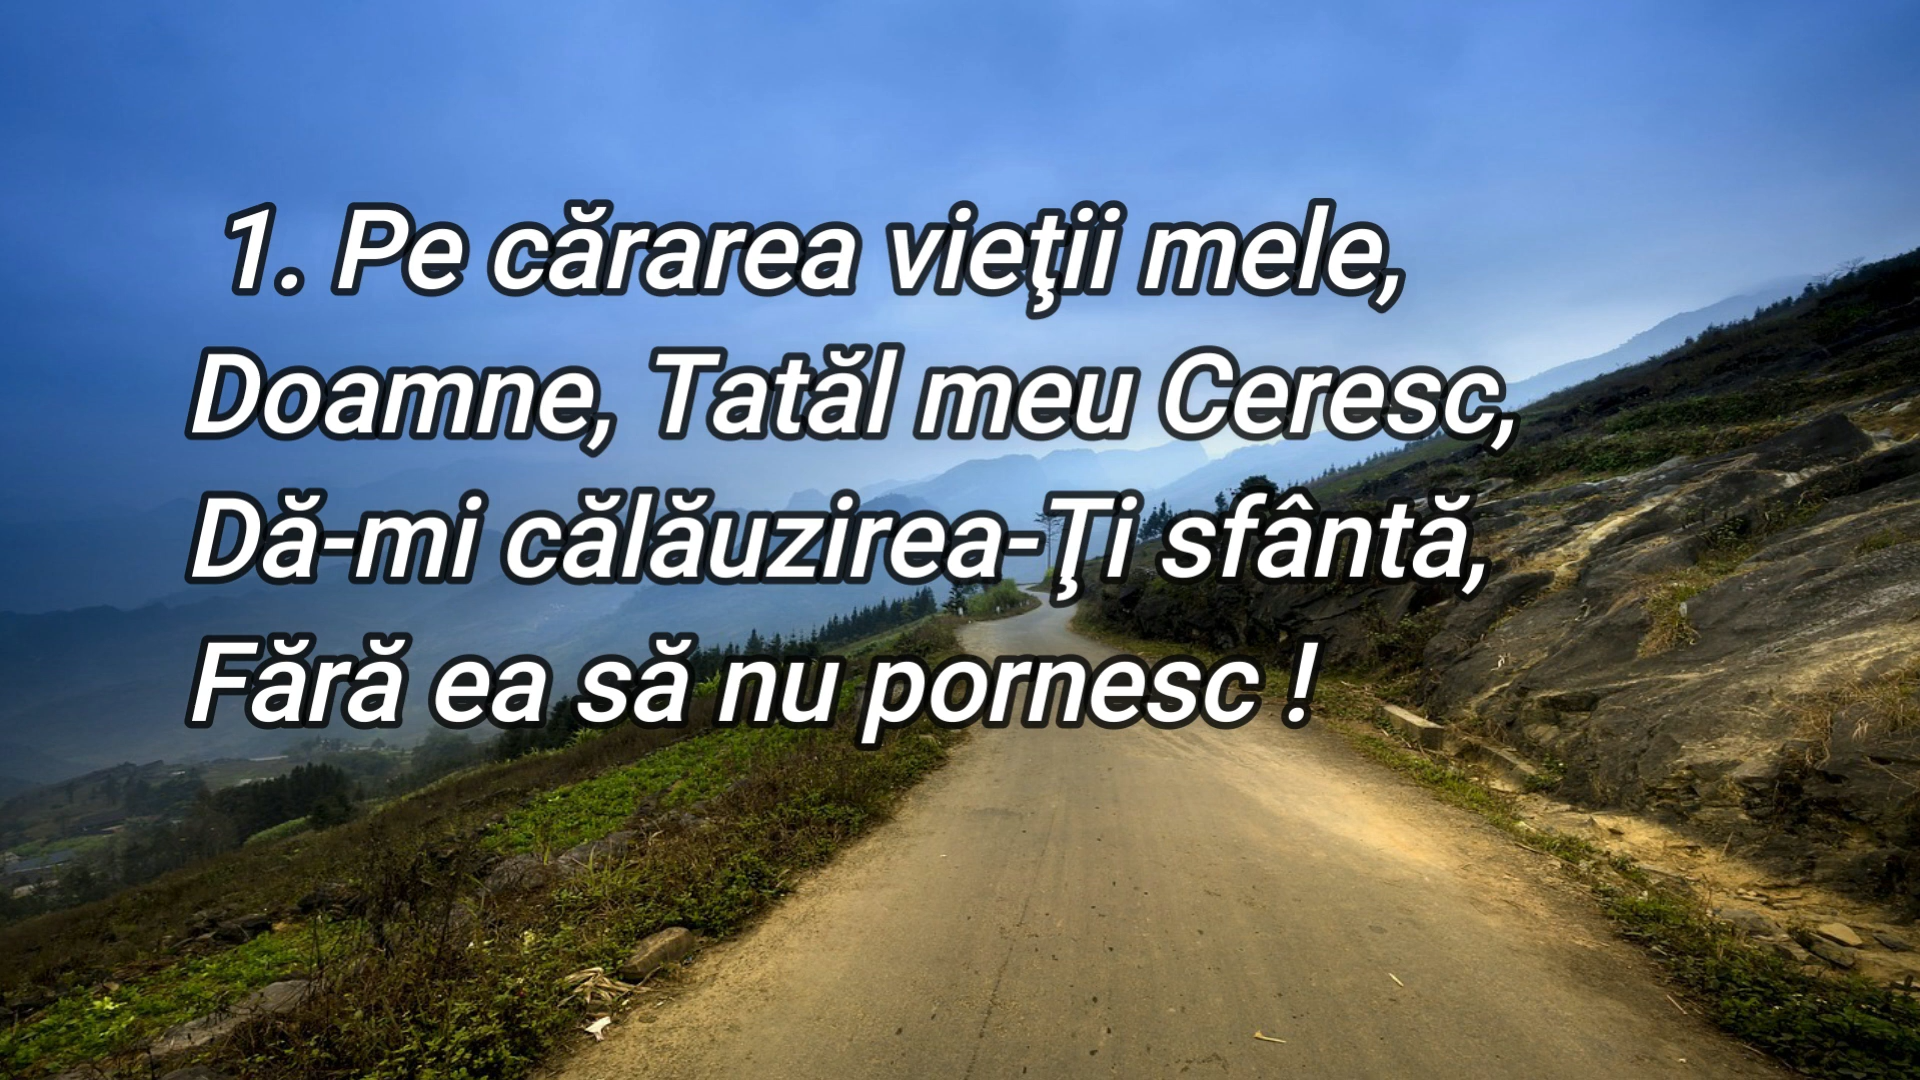 1. Pe cărarea vieţii mele,
Doamne, Tatăl meu Ceresc,
Dă-mi călăuzirea-Ţi sfântă,
Fără ea să nu pornesc !